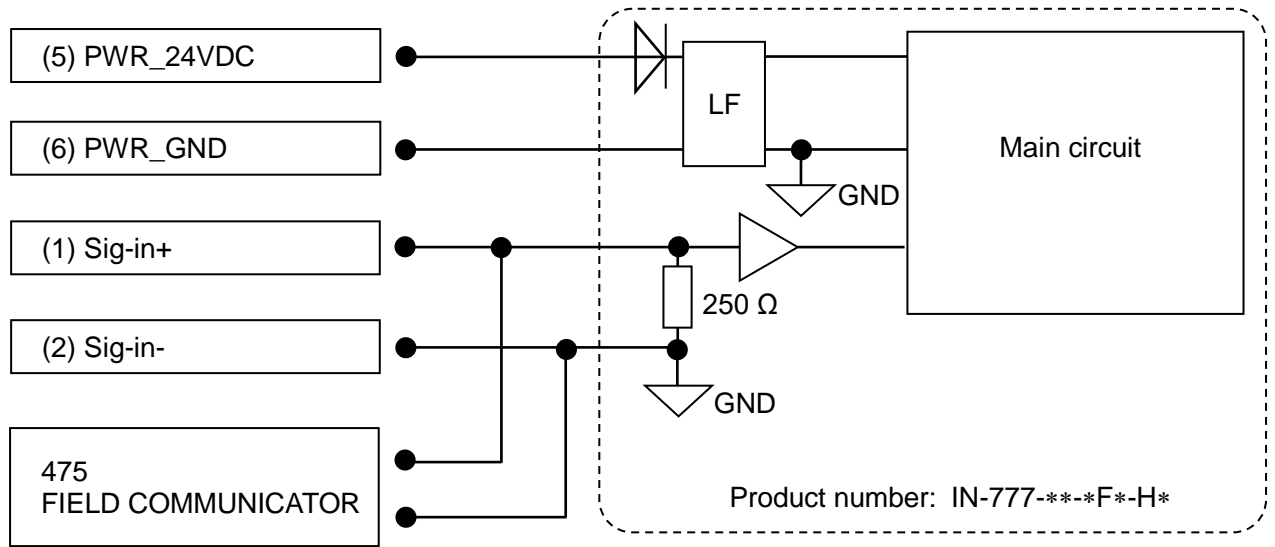 (5) PWR_24VDC
LF
Main circuit
(6) PWR_GND
GND
(1) Sig-in+
250 Ω
(2) Sig-in-
GND
475
FIELD COMMUNICATOR
Product number: IN-777-**-*F*-H*